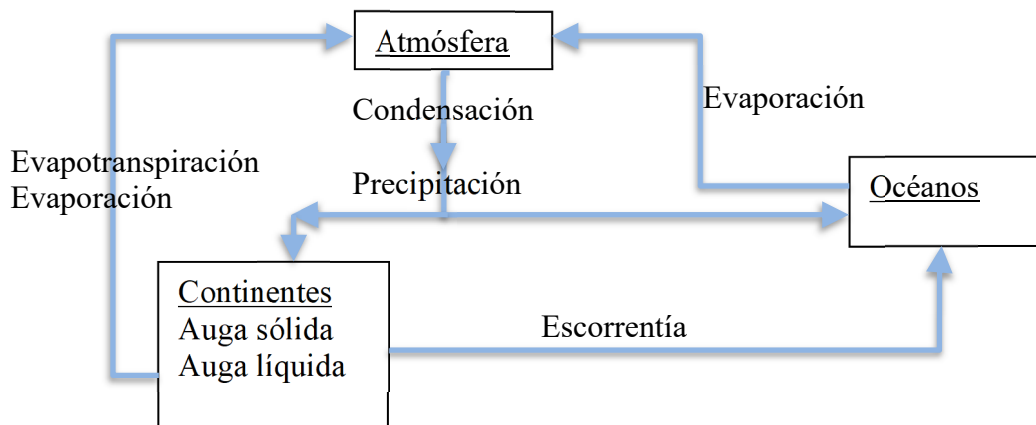 Atmósfera
Condensación
Evaporación
Evapotranspiración
Evaporación
Precipitación
Océanos
Continentes
Auga sólida
Auga líquida
Escorrentía